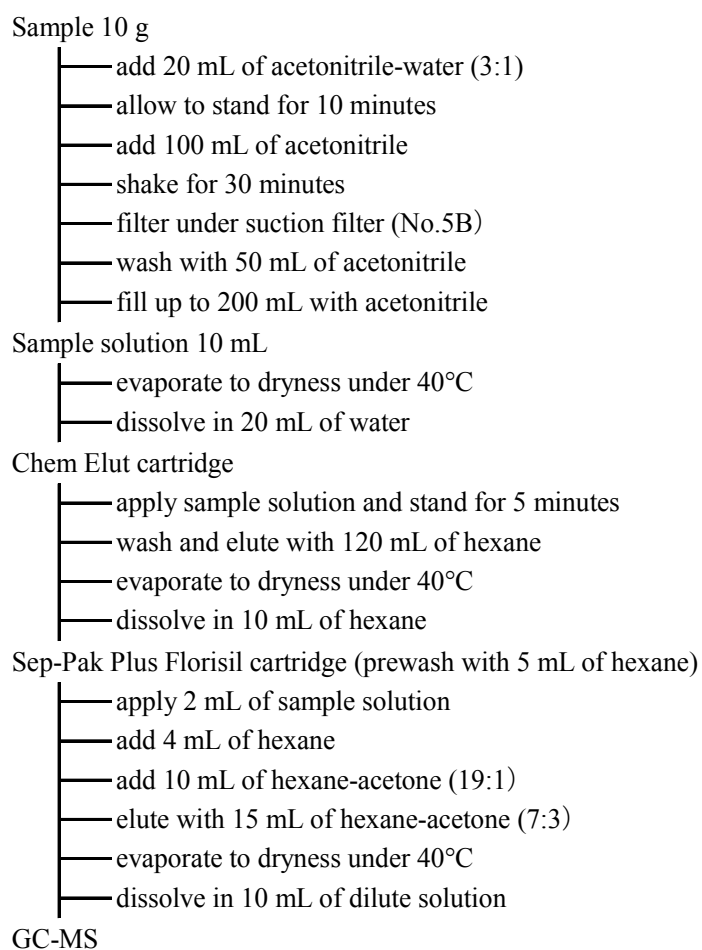 Sample 10 g
add 20 mL of acetonitrile-water (3:1)
allow to stand for 10 minutes
add 100 mL of acetonitrile
shake for 30 minutes
filter under suction filter (No.5B）
wash with 50 mL of acetonitrile
fill up to 200 mL with acetonitrile
Sample solution 10 mL
evaporate to dryness under 40°C
dissolve in 20 mL of water
Chem Elut cartridge
apply sample solution and stand for 5 minutes
wash and elute with 120 mL of hexane
evaporate to dryness under 40°C
dissolve in 10 mL of hexane
Sep-Pak Plus Florisil cartridge (prewash with 5 mL of hexane)
apply 2 mL of sample solution
add 4 mL of hexane
add 10 mL of hexane-acetone (19:1）
elute with 15 mL of hexane-acetone (7:3）
evaporate to dryness under 40°C
dissolve in 10 mL of dilute solution
GC-MS